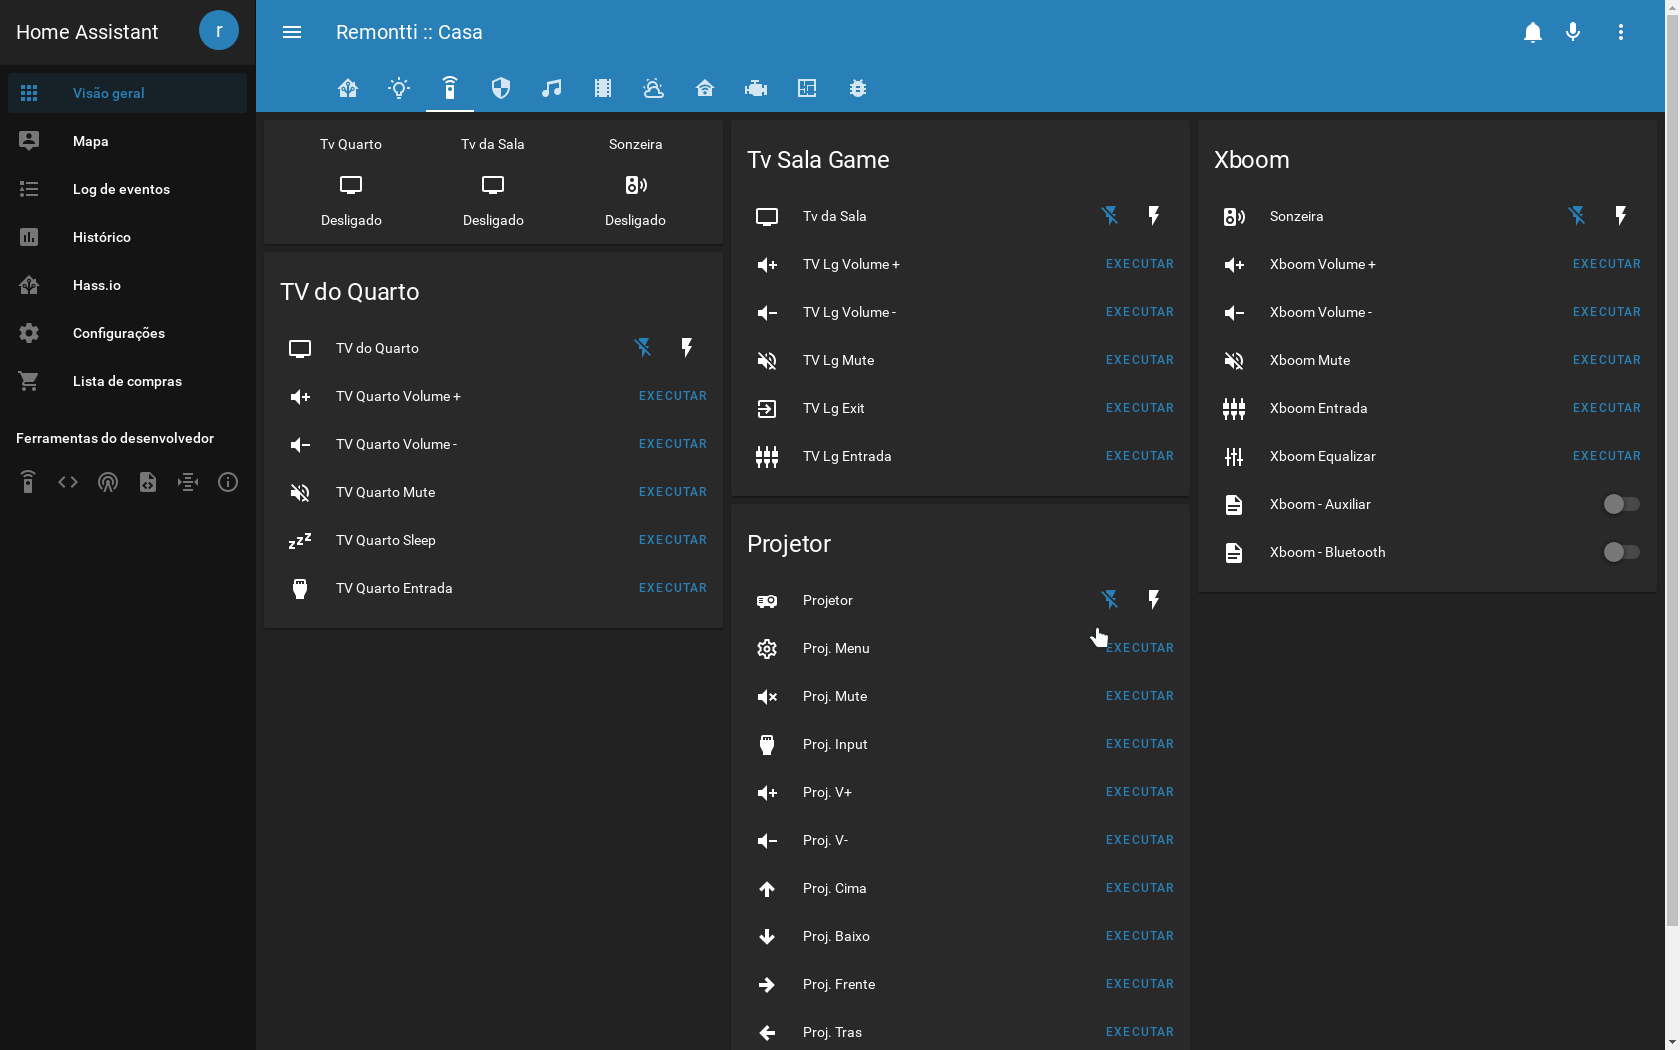 Home Assistant
r
Visão geral
Mapa
Log de eventos
Histórico
Hass.io
Configurações
Lista de compras
Ferramentas do desenvolvedor
Remontti :: Casa
Tv Quarto
Tv da Sala
Sonzeira
Desligado
Desligado
Desligado
TV do Quarto
TV do Quarto
TV Quarto Volume +
EXECUTAR
TV Quarto Volume -
EXECUTAR
TV Quarto Mute
EXECUTAR
TV Quarto Sleep
EXECUTAR
TV Quarto Entrada
EXECUTAR
Tv Sala Game
Tv da Sala
TV Lg Volume +
EXECUTAR
TV Lg Volume -
EXECUTAR
TV Lg Mute
EXECUTAR
TV Lg Exit
EXECUTAR
TV Lg Entrada
EXECUTAR
Projetor
Projetor
Proj. Menu
EXECUTAR
Proj. Mute
EXECUTAR
Proj. Input
EXECUTAR
Proj. V+
EXECUTAR
Proj. V-
EXECUTAR
Proj. Cima
EXECUTAR
Proj. Baixo
EXECUTAR
Proj. Frente
EXECUTAR
Proj. Tras
EXECUTAR
Xboom
Sonzeira
Xboom Volume +
EXECUTAR
Xboom Volume -
EXECUTAR
Xboom Mute
EXECUTAR
Xboom Entrada
EXECUTAR
Xboom Equalizar
EXECUTAR
Xboom - Auxiliar
Xboom - Bluetooth